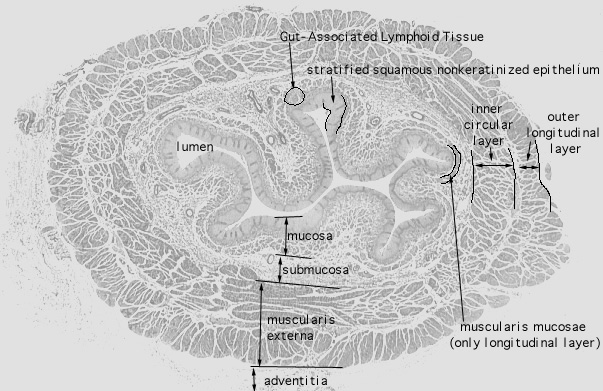 Gut-Associated Lymphoid Tissue
stratified squamous nonkeratinized epithelium
inner
circular
layer
outer
longitudinal
layer
lumen
mucosa
submucosa
muscularis
externa
muscularis mucosae
(only longitudinal layer)
adventitia